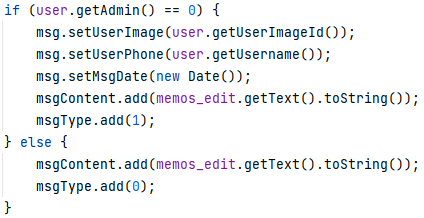 if (user.getAdmin() == 0) {
    msg.setUserImage(user.getUserImageId());
    msg.setUserPhone(user.getUsername());
    msg.setMsgDate(new Date());
    msgContent.add(memos_edit.getText().toString());
    msgType.add(1);
} else {
    msgContent.add(memos_edit.getText().toString());
    msgType.add(0);
}